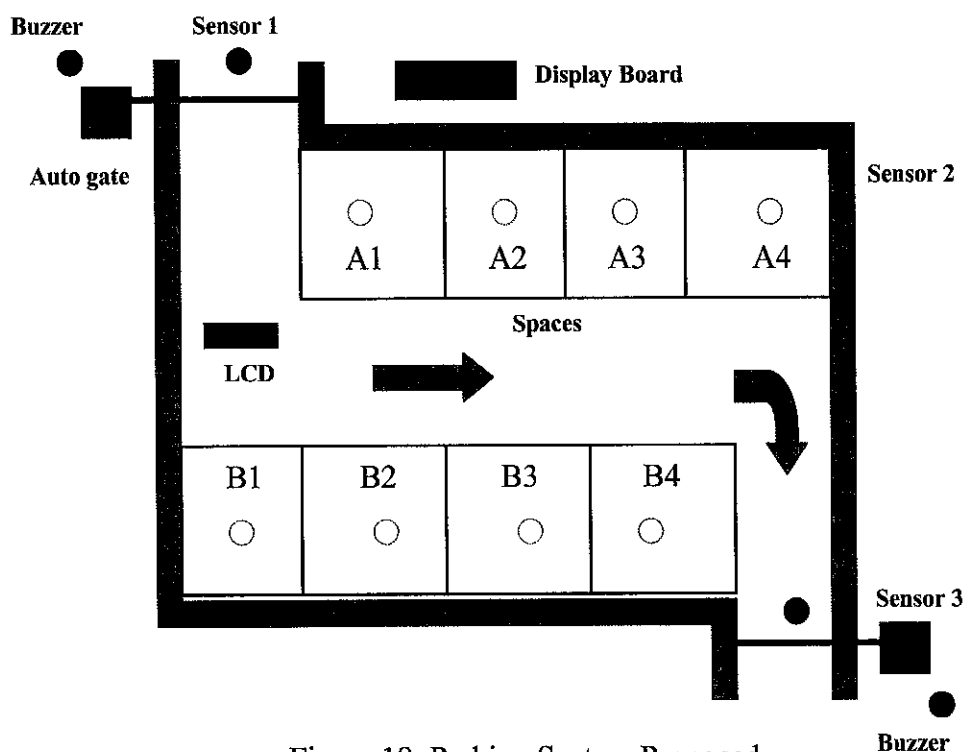 Buzzer
Sensor 1
Display Board
Auto gate
Sensor 2
A1
A2
A3
A4
Spaces
LCD
B1
B2
B3
B4
Sensor 3
Buzzer